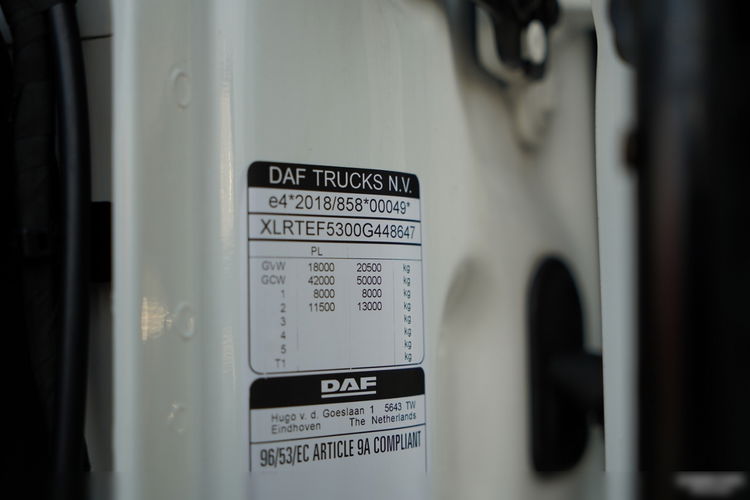 DAF TRUCKS N.V.
e4*2018/858*00049*
XLRTEF5300G448647
PL
GVW 18000 20500 kg
GCW 42000 50000 kg
1 8000 8000 kg
2 11500 13000 kg
3 kg
4 kg
5 kg
T1 kg
DAF
Hugo v. d. Goeslaan 1 5643 TW
Eindhoven The Netherlands
96/53/EC ARTICLE 9A COMPLIANT